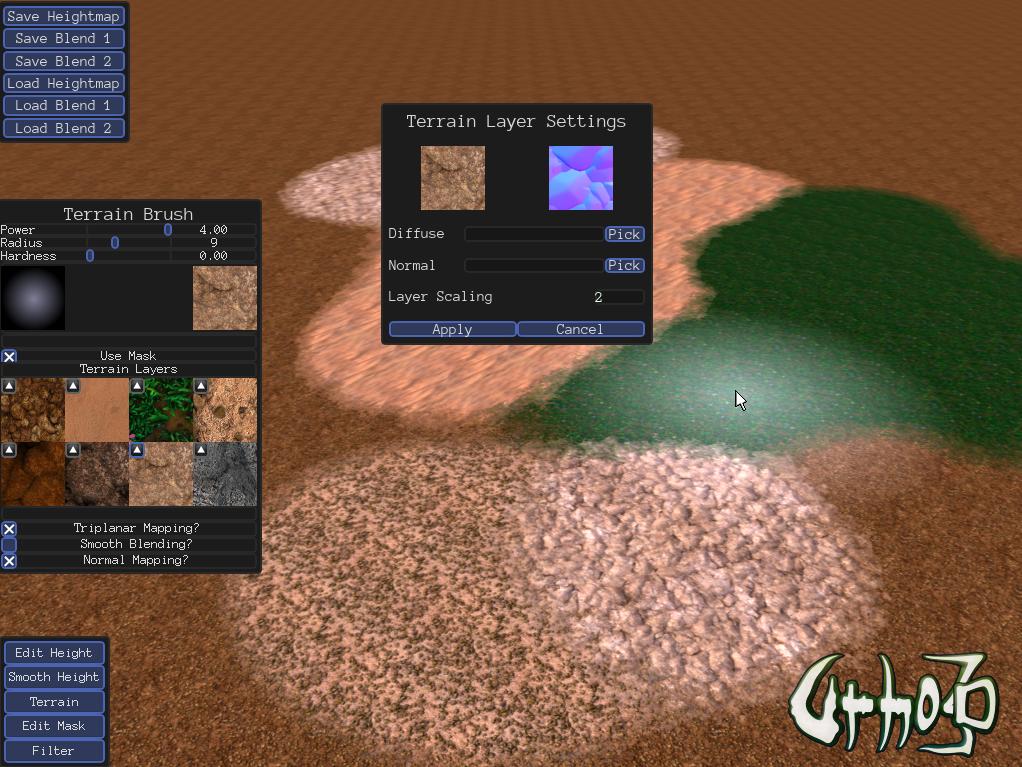 Save Heightmap
Save Blend 1
Save Blend 2
Load Heightmap
Load Blend 1
Load Blend 2
Terrain Layer Settings
Diffuse Pick
Normal Pick
Layer Scaling 2
Apply Cancel
Terrain Brush
Power 4.00
Radius 9
Hardness 0.00
Use Mask
Terrain Layers
Triplanar Mapping?
Smooth Blending?
Normal Mapping?
Edit Height
Smooth Height
Terrain
Edit Mask
Filter